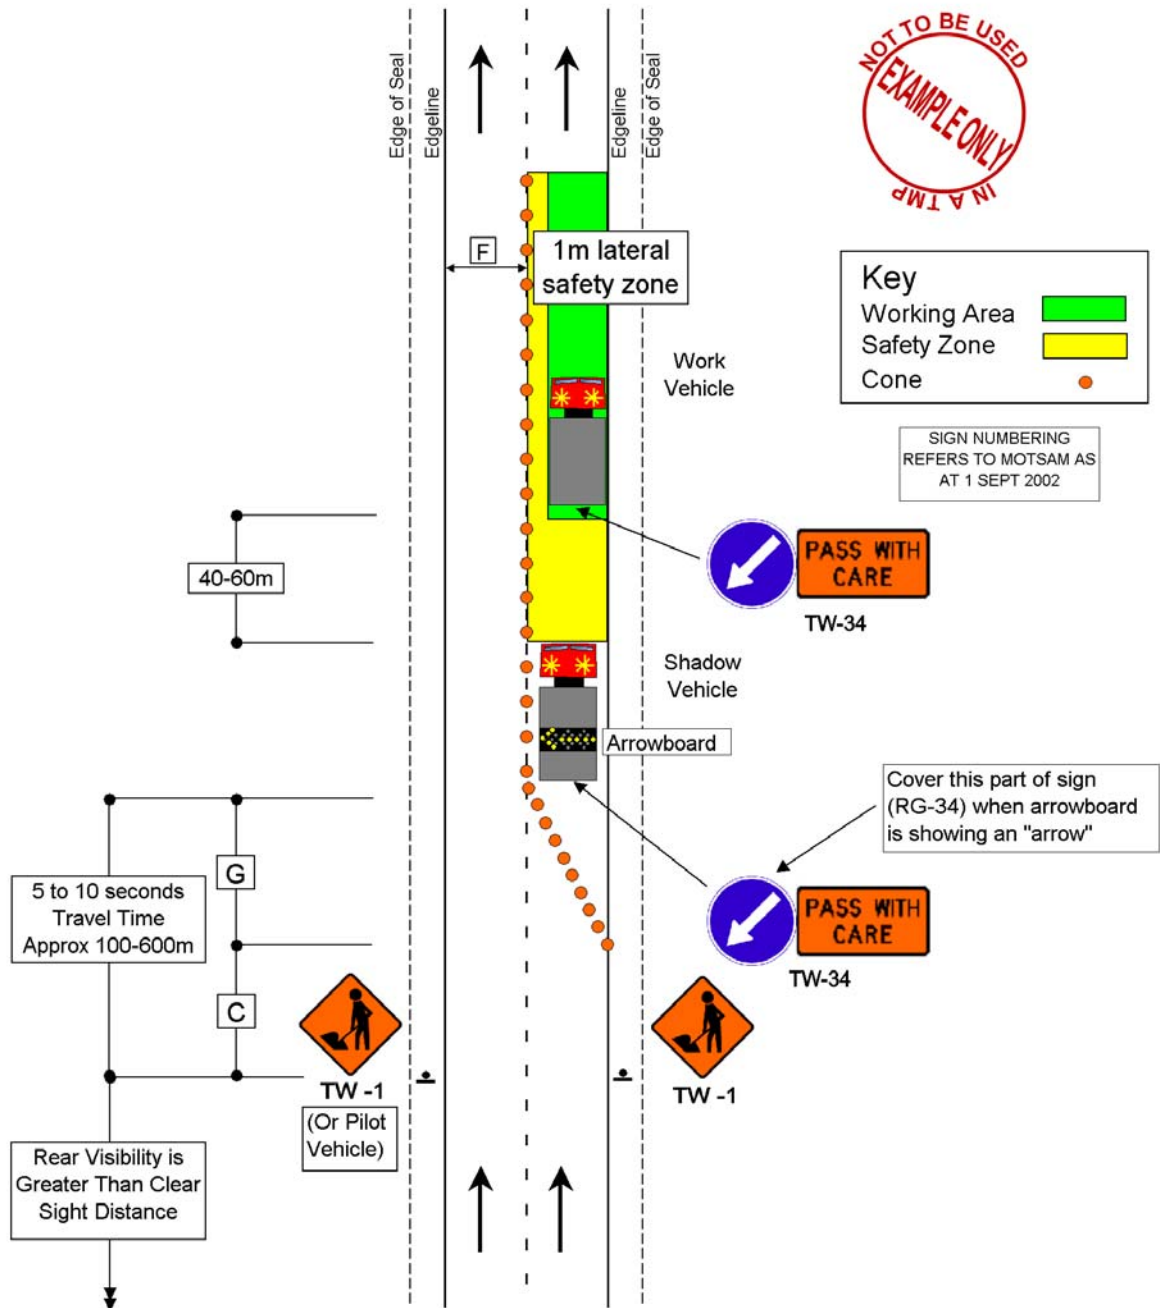 NOT TO BE USED
EXAMPLE ONLY
IN A TMP
Edge of Seal
Edgeline
Edgeline
Edge of Seal
F
1m lateral
safety zone
Key
Working Area
Safety Zone
Cone
Work
Vehicle
SIGN NUMBERING
REFERS TO MOTSAM AS
AT 1 SEPT 2002
40-60m
PASS WITH
CARE
TW-34
Shadow
Vehicle
Arrowboard
Cover this part of sign
(RG-34) when arrowboard
is showing an "arrow"
G
5 to 10 seconds
Travel Time
Approx 100-600m
PASS WITH
CARE
TW-34
C
TW -1
(Or Pilot
Vehicle)
TW -1
Rear Visibility is
Greater Than Clear
Sight Distance